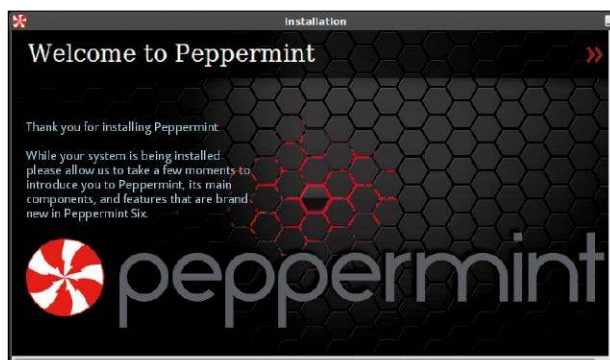 Installation
Welcome to Peppermint
Thank you for installing Peppermint
While your system is being installed
please allow us to take a few moments to
introduce you to Peppermint, its main
components, and features that are brand
new in Peppermint Six.
peppermint